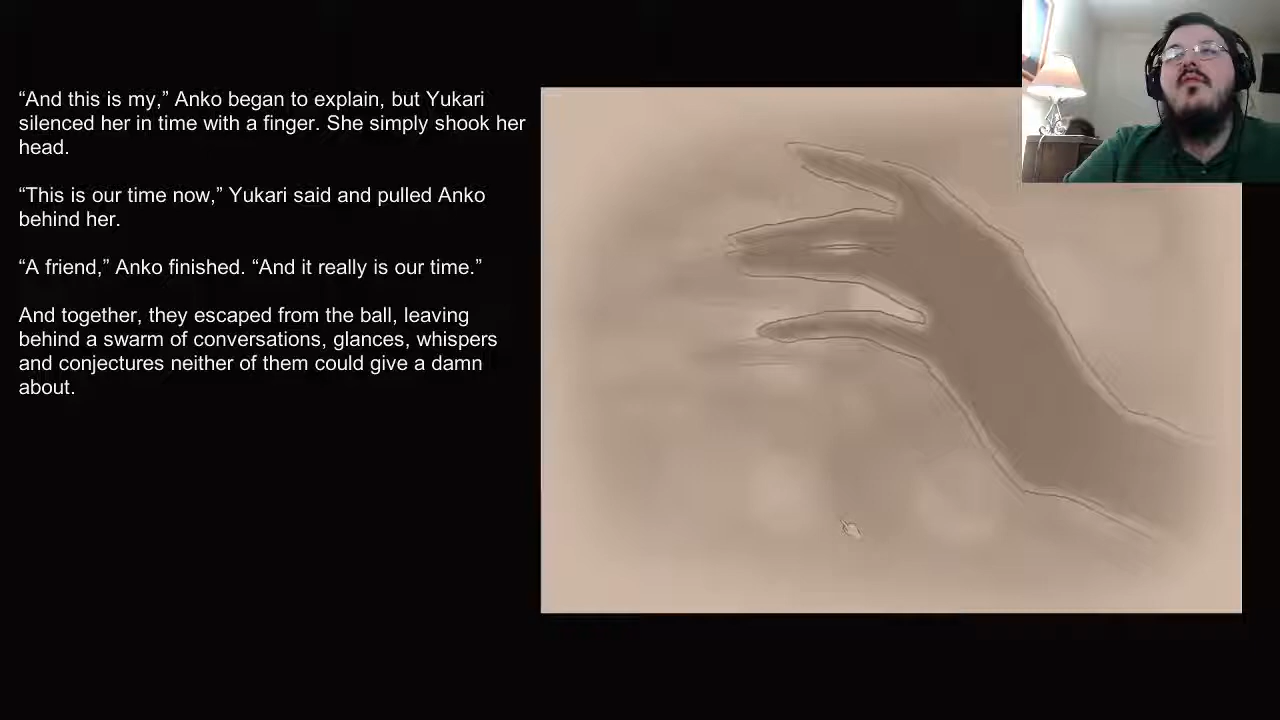 “And this is my,” Anko began to explain, but Yukari
silenced her in time with a finger. She simply shook her
head.
“This is our time now,” Yukari said and pulled Anko
behind her.
“A friend,” Anko finished. “And it really is our time.”
And together, they escaped from the ball, leaving
behind a swarm of conversations, glances, whispers
and conjectures neither of them could give a damn
about.